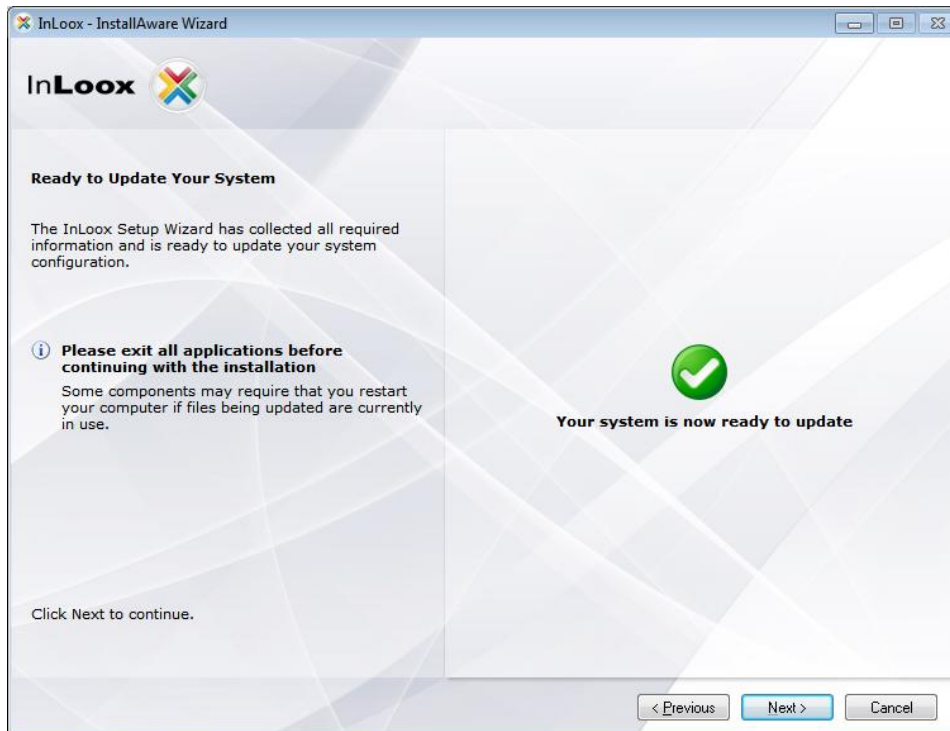 InLoox - InstallAware Wizard
InLoox
Ready to Update Your System
The InLoox Setup Wizard has collected all required
information and is ready to update your system
configuration.
Please exit all applications before
continuing with the installation
Some components may require that you restart
your computer if files being updated are currently
in use.
Your system is now ready to update
Click Next to continue.
< Previous
Next >
Cancel